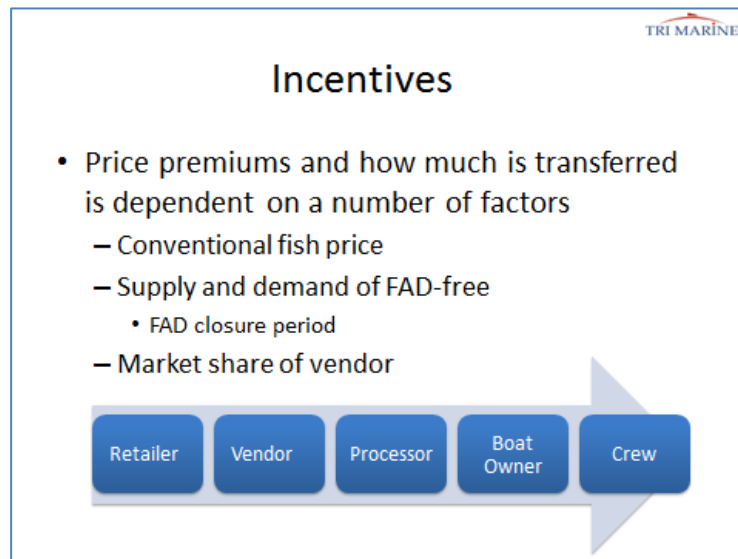 TRI MARINE
Incentives
• Price premiums and how much is transferred
is dependent on a number of factors
– Conventional fish price
– Supply and demand of FAD-free
• FAD closure period
– Market share of vendor
Retailer
Vendor
Processor
Boat
Owner
Crew